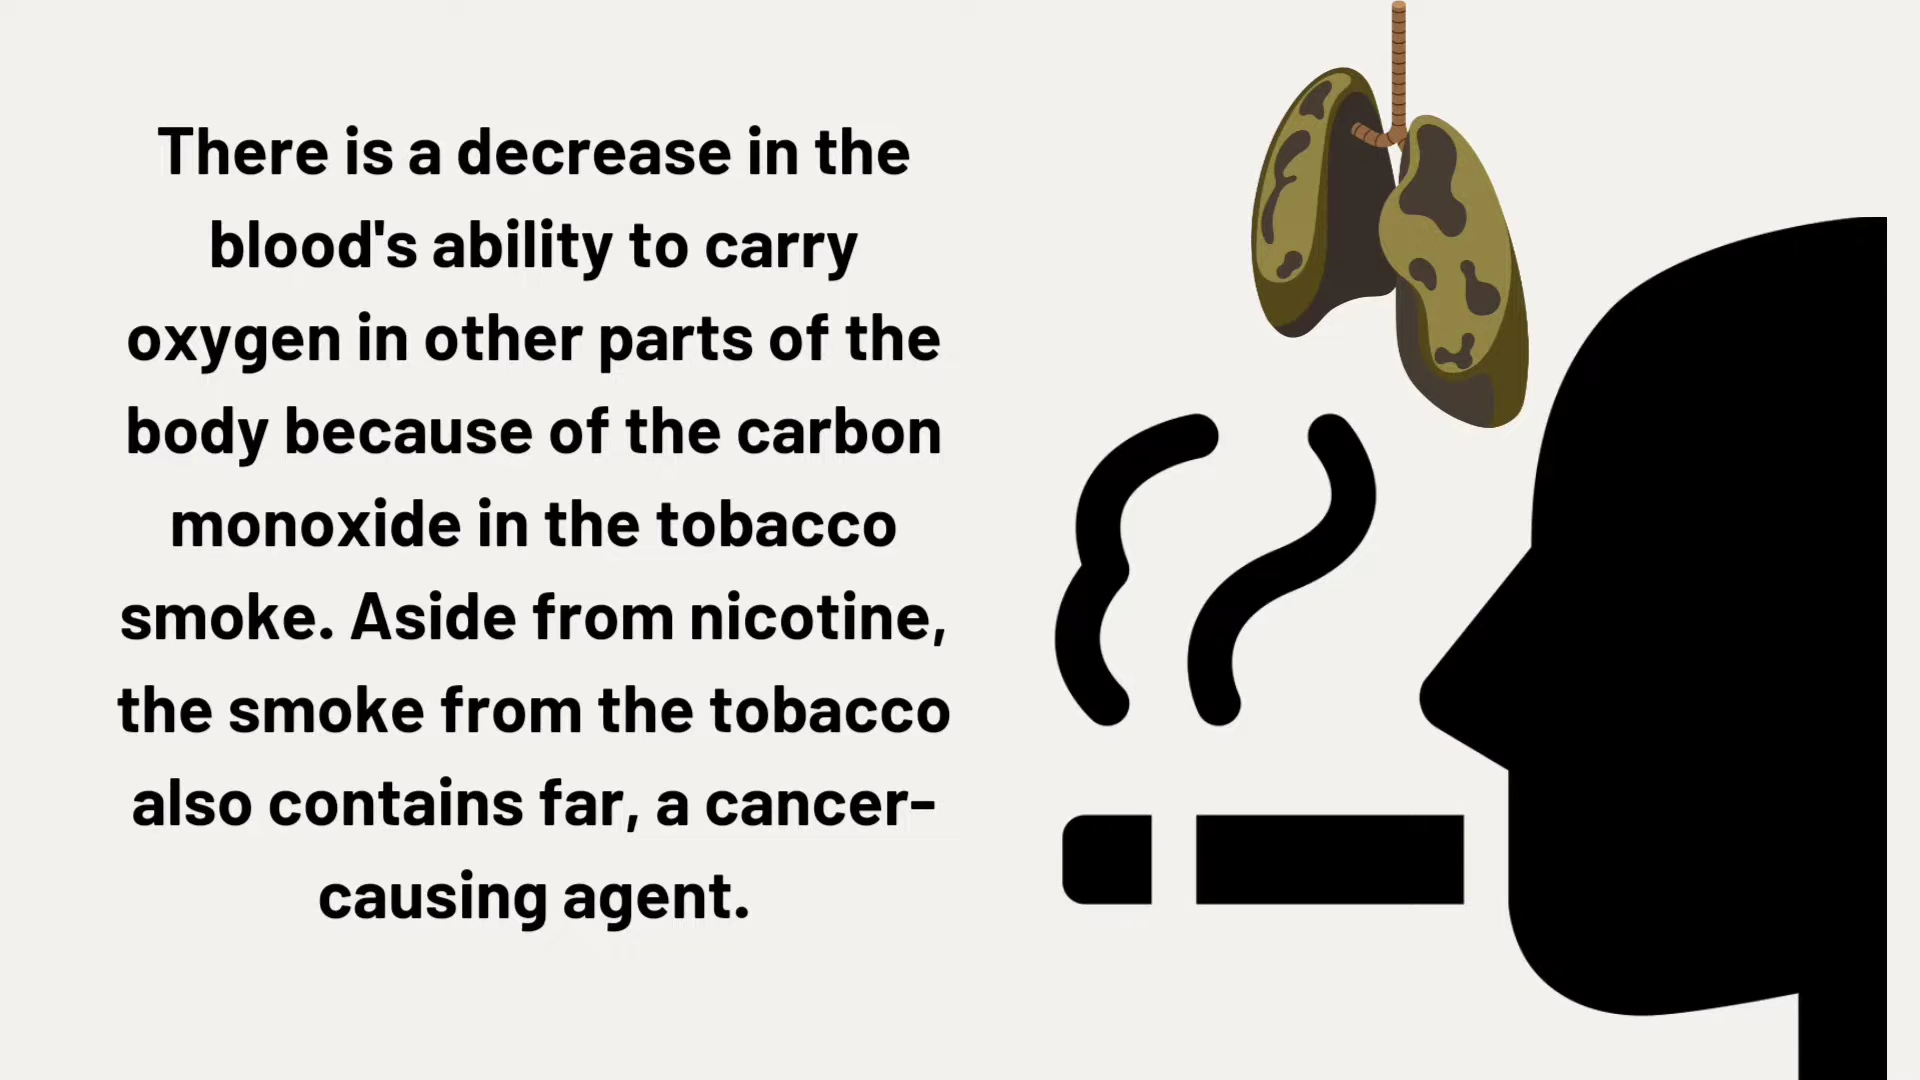 There is a decrease in the
blood's ability to carry
oxygen in other parts of the
body because of the carbon
monoxide in the tobacco
smoke. Aside from nicotine,
the smoke from the tobacco
also contains far, a cancer-
causing agent.